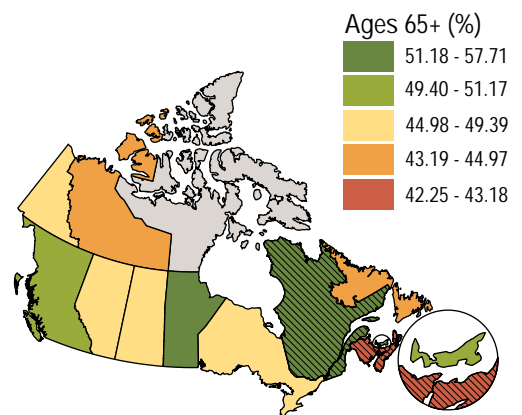 Ages 65+ (%)
51.18 - 57.71
49.40 - 51.17
44.98 - 49.39
43.19 - 44.97
42.25 - 43.18